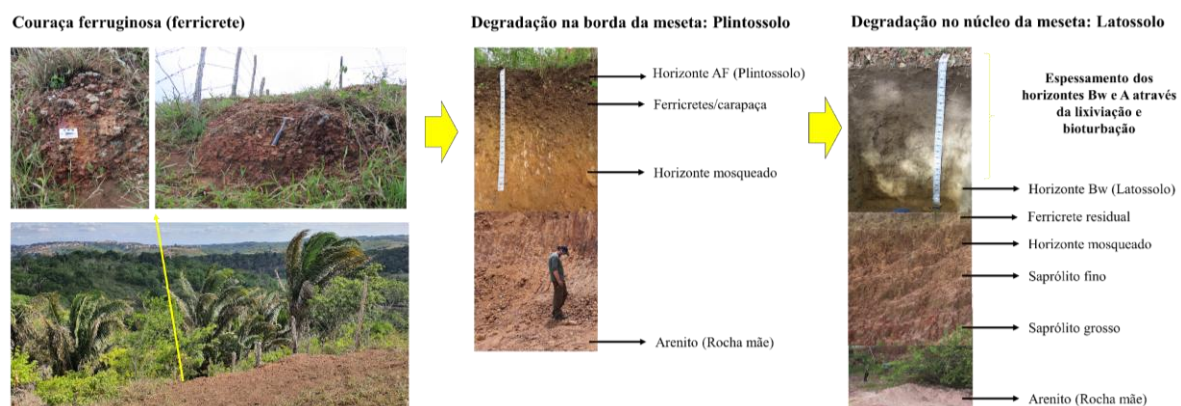 Couraça ferruginosa (ferricrete)
Degradação na borda da meseta: Plintossolo
Horizonte AF (Plintossolo)
Ferricretes/carapaça
Horizonte mosqueado
Arenito (Rocha mãe)
Degradação no núcleo da meseta: Latossolo
Espessamento dos
horizontes Bw e A através
da lixiviação e
bioturbação
Horizonte Bw (Latossolo)
Ferricrete residual
Horizonte mosqueado
Saprólito fino
Saprólito grosso
Arenito (Rocha mãe)